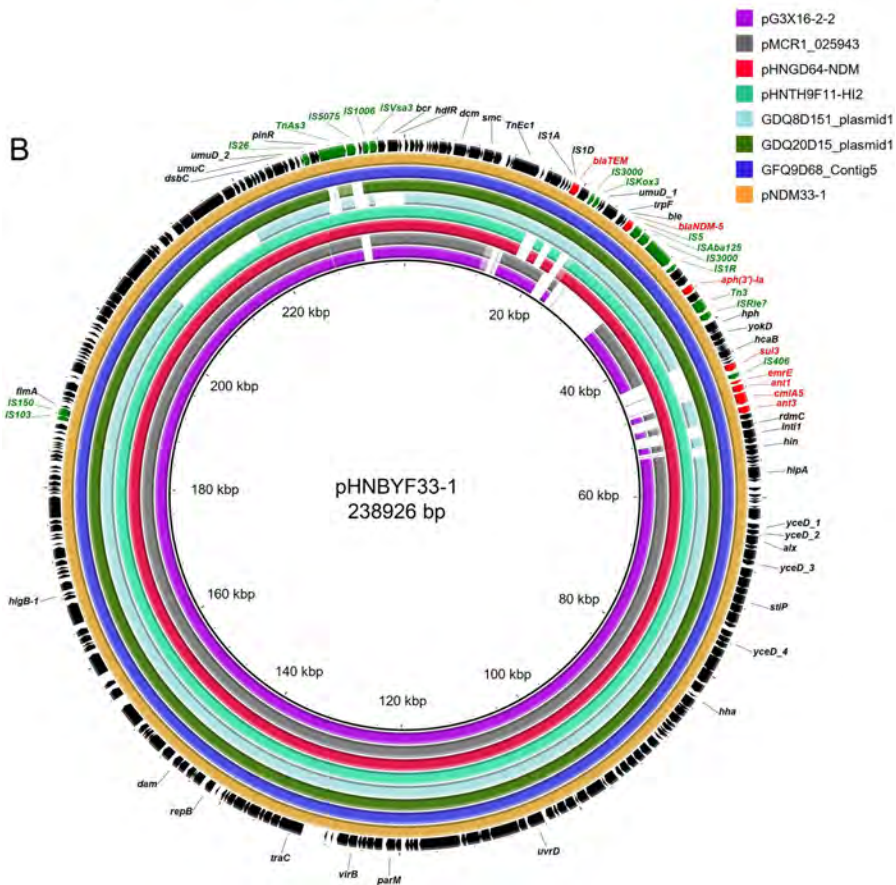 B
pG3X16-2-2
pMCR1_025943
pHNGD64-NDM
pHNTH9F11-HI2
GDQ8D151_plasmid1
GDQ20D15_plasmid1
GFQ9D68_Contig5
pNDM33-1
dsbC
umuC
umuD_2
IS26
pinR
TnAs3
IS5075
IS1006
ISVsa3
bcr
hdfR
dcm
smc
TnEc1
IS1A
IS1D
blaTEM
IS3000
ISKox3
umuD_1
trpF
ble
blaNDM-5
IS5
ISAba125
IS3000
IS1R
aph(3')-Ia
Tn3
ISRle7
hph
yokD
hcaB
sul3
IS406
emrE
ant1
cmlA5
ant3
rdmC
inti1
hin
hipA
yceD_1
yceD_2
alx
yceD_3
stiP
yceD_4
hha
uvrD
parM
virB
traC
repB
dam
higB-1
IS103
IS150
flmA
220 kbp
20 kbp
200 kbp
40 kbp
180 kbp
60 kbp
160 kbp
80 kbp
140 kbp
100 kbp
120 kbp
pHNBYF33-1
238926 bp